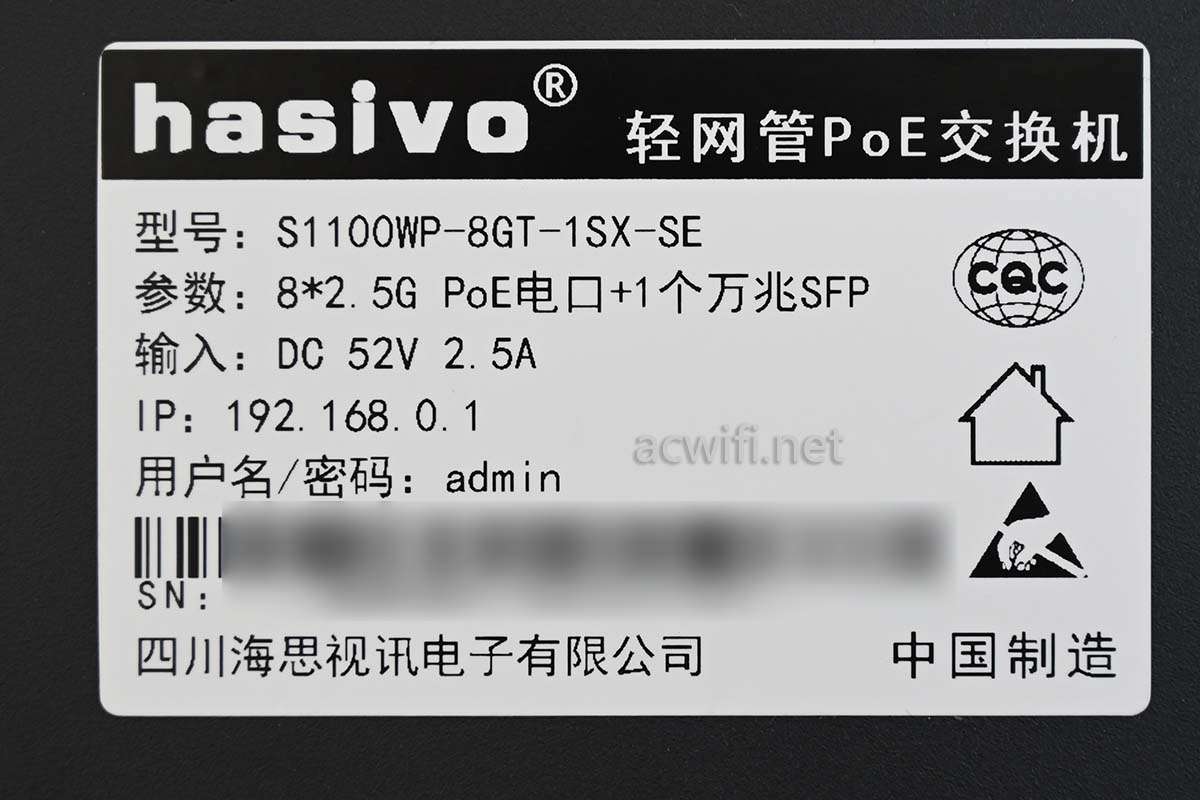 hasivo®
轻网管PoE交换机
型号：S1100WP-8GT-1SX-SE
参数：8*2.5G PoE电口+1个万兆SFP
输入：DC 52V 2.5A
IP：192.168.0.1
用户名/密码：admin
SN：
四川海思视讯电子有限公司
中国制造
CQC
acwifi.net